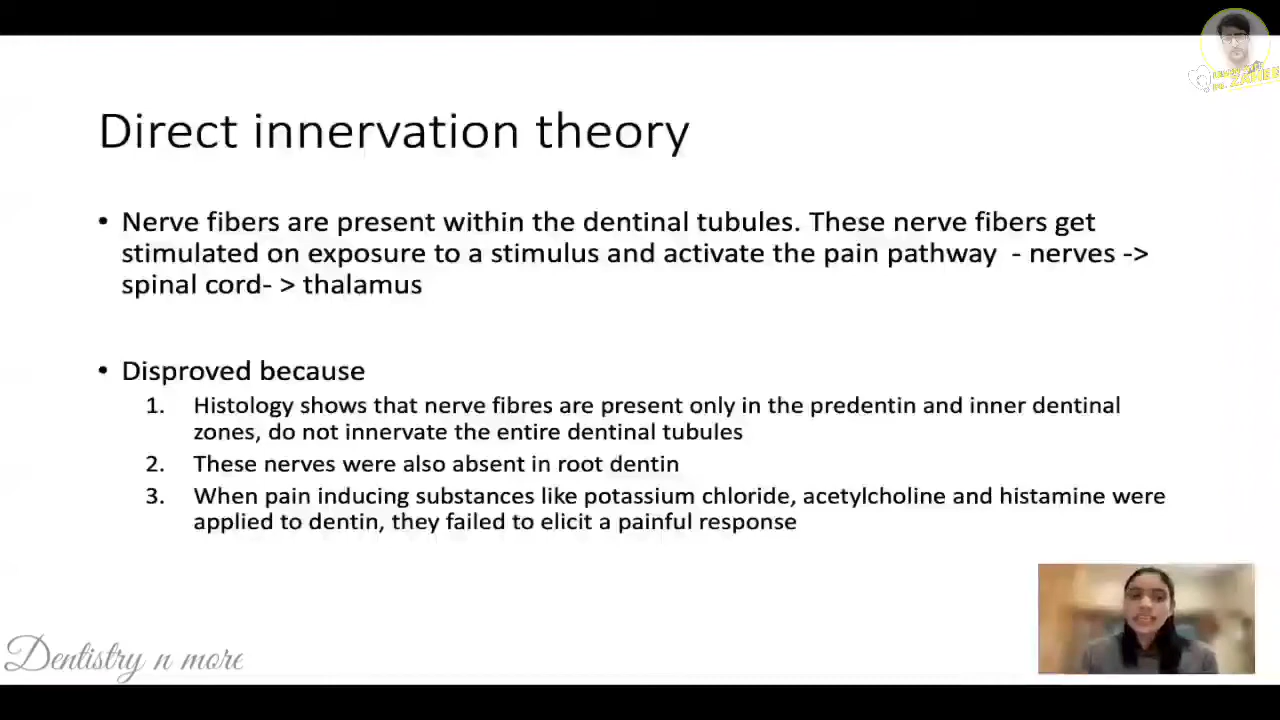 Direct innervation theory
• Nerve fibers are present within the dentinal tubules. These nerve fibers get
stimulated on exposure to a stimulus and activate the pain pathway - nerves ->
spinal cord- > thalamus
• Disproved because
1. Histology shows that nerve fibres are present only in the predentin and inner dentinal
zones, do not innervate the entire dentinal tubules
2. These nerves were also absent in root dentin
3. When pain inducing substances like potassium chloride, acetylcholine and histamine were
applied to dentin, they failed to elicit a painful response
Dentistry n more